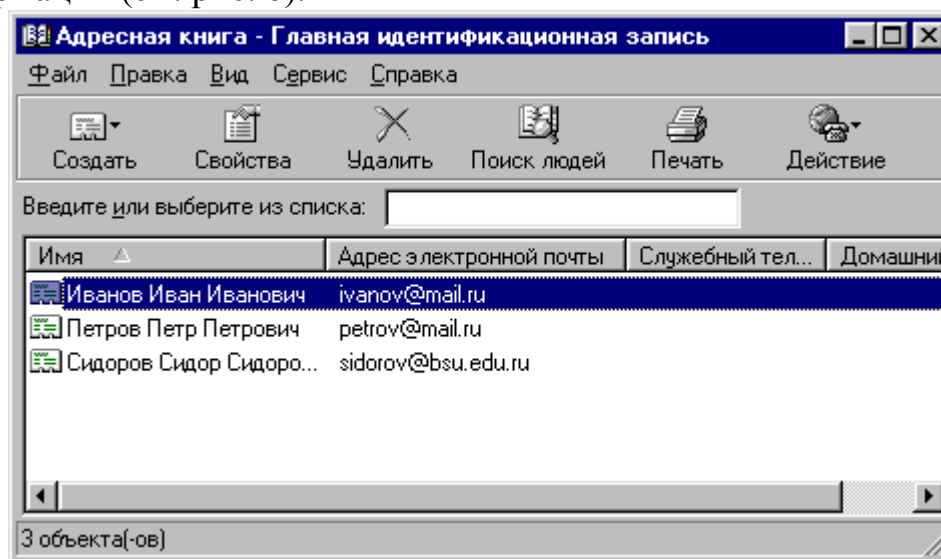 Адресная книга - Главная идентификационная запись
Файл Правка Вид Сервис Справка
Создать Свойства Удалить Поиск людей Печать Действие
Введите или выберите из списка:
Имя Адрес электронной почты Служебный тел... Домашний
Иванов Иван Иванович ivanov@mail.ru
Петров Петр Петрович petrov@mail.ru
Сидоров Сидор Сидоро... sidorov@bsu.edu.ru
3 объекта(-ов)